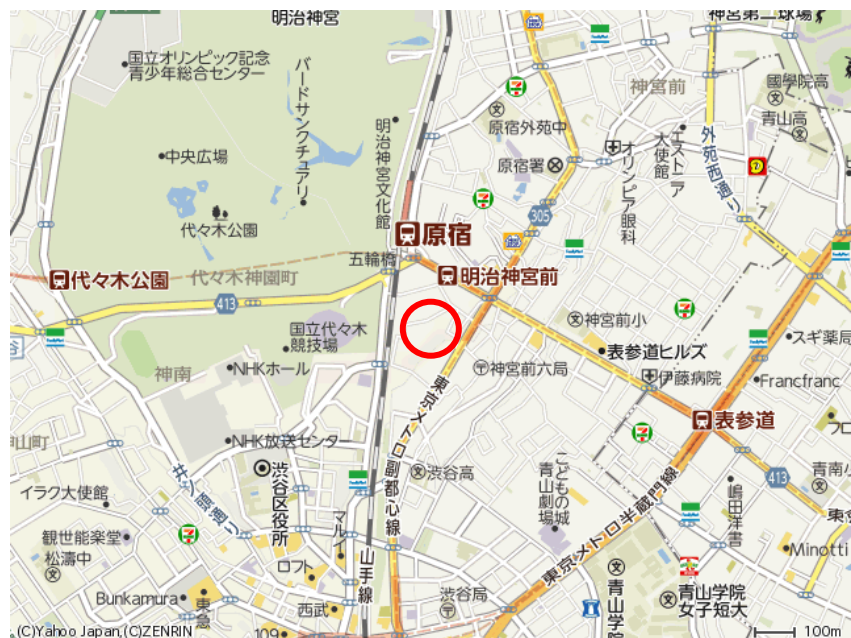 明治神宮
神宮第二球場
国立オリンピック記念
青少年総合センター
バードサンクチュアリ
明治神宮文化館
神宮前
國學院高
青山高
原宿外苑中
エストニア
大使館
外苑西通り
中央広場
原宿署
オリンピア眼科
代々木公園
305
原宿
五輪橋
代々木公園
代々木神園町
明治神宮前
413
国立代々木
競技場
神宮前小
表参道ヒルズ
スギ薬局
神南
NHKホール
神宮前六局
伊藤病院
Francfranc
東京メトロ副都心線
表参道
NHK放送センター
井ノ頭通り
渋谷区役所
渋谷高
こどもの城
青山劇場
東京メトロ半蔵門線
413
青南小
イラク大使館
嶋田洋書
観世能楽堂
松濤中
マルイ
山手線
Minotti
ロフト
Bunkamura
東急
西武
渋谷局
青山学院
青山学院
女子短大
109
(C)Yahoo Japan,(C)ZENRIN
100m